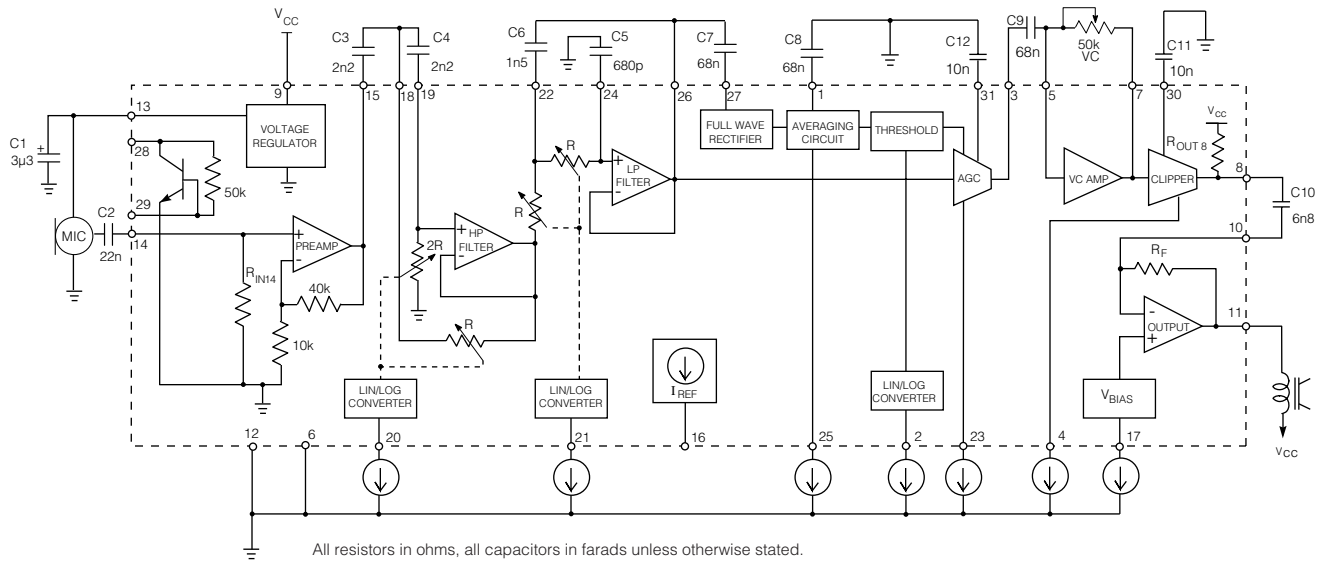 VCC
C3
2n2
C4
2n2
C6
1n5
C5
680p
C7
68n
C8
68n
C12
10n
C9
68n
50k
VC
C11
10n
9
15
18
19
22
24
26
27
1
31
3
5
7
30
13
VOLTAGE
REGULATOR
FULL WAVE
RECTIFIER
AVERAGING
CIRCUIT
THRESHOLD
VCC
ROUT 8
C1
+
3µ3
28
50k
29
C2
22n
14
MIC
RIN14
+
-
PREAMP
40k
10k
2R
+
-
HP
FILTER
R
R
R
+
-
LP
FILTER
AGC
VC AMP
CLIPPER
8
C10
6n8
10
RF
-
+
OUTPUT
11
LIN/LOG
CONVERTER
LIN/LOG
CONVERTER
I REF
LIN/LOG
CONVERTER
VBIAS
VCC
12
6
20
21
16
25
2
23
4
17
All resistors in ohms, all capacitors in farads unless otherwise stated.